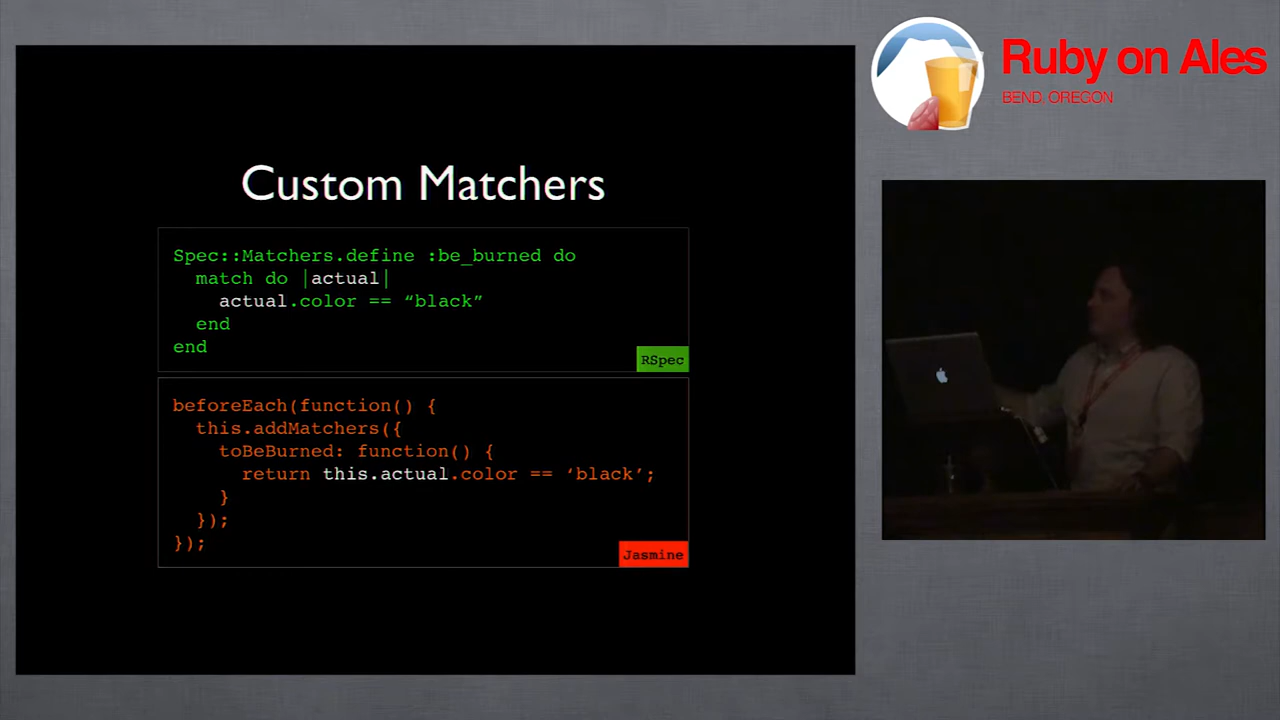 Ruby on Ales
BEND, OREGON
Custom Matchers
Spec::Matchers.define :be_burned do
match do |actual|
actual.color == “black”
end
end
RSpec
beforeEach(function() {
this.addMatchers({
toBeBurned: function() {
return this.actual.color == ‘black’;
}
});
});
Jasmine